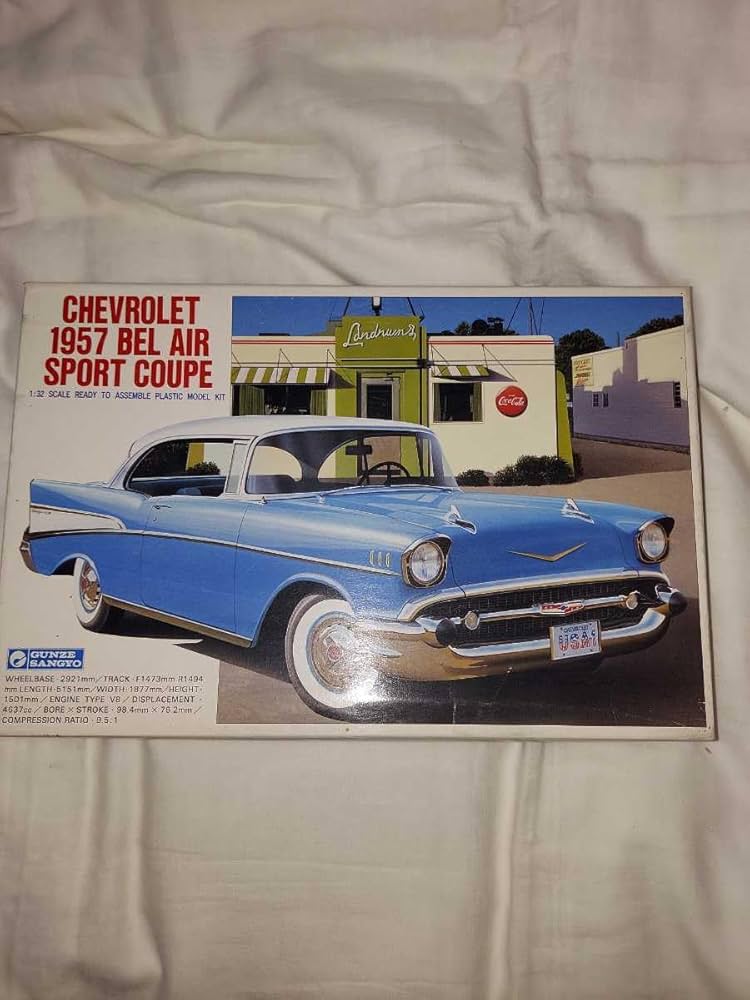 CHEVROLET
1957 BEL AIR
SPORT COUPE
1:32 SCALE READY TO ASSEMBLE PLASTIC MODEL KIT
Landrum's
Coca-Cola
USA-1
GUNZE
SANGYO
WHEELBASE·2921mm/TRACK·F1473mm R1494
mm LENGTH·5151mm/WIDTH·1877mm/HEIGHT·
1501mm/ENGINE TYPE V8/DISPLACEMENT·
4637cc/BORE×STROKE·98.4mm×76.2mm/
COMPRESSION RATIO·9.5:1